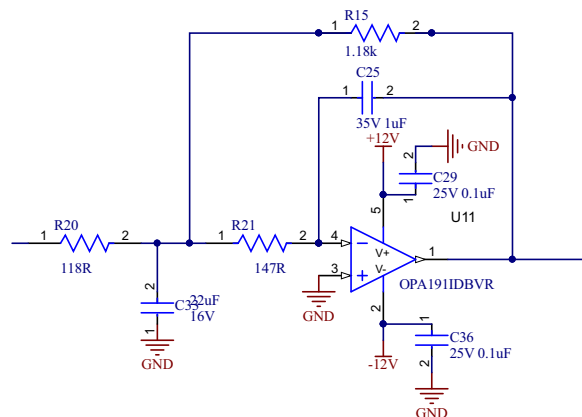 R15
1 2
1.18k
C25
1 2
35V 1uF
+12V
2
GND
C29
25V 0.1uF
1
U11
5
R20
1 2
118R
R21
1 2
147R
4
V+
1
3
V-
OPA191IDBVR
GND
2
2
C33
22uF
16V
1
GND
-12V
1
C36
25V 0.1uF
2
GND